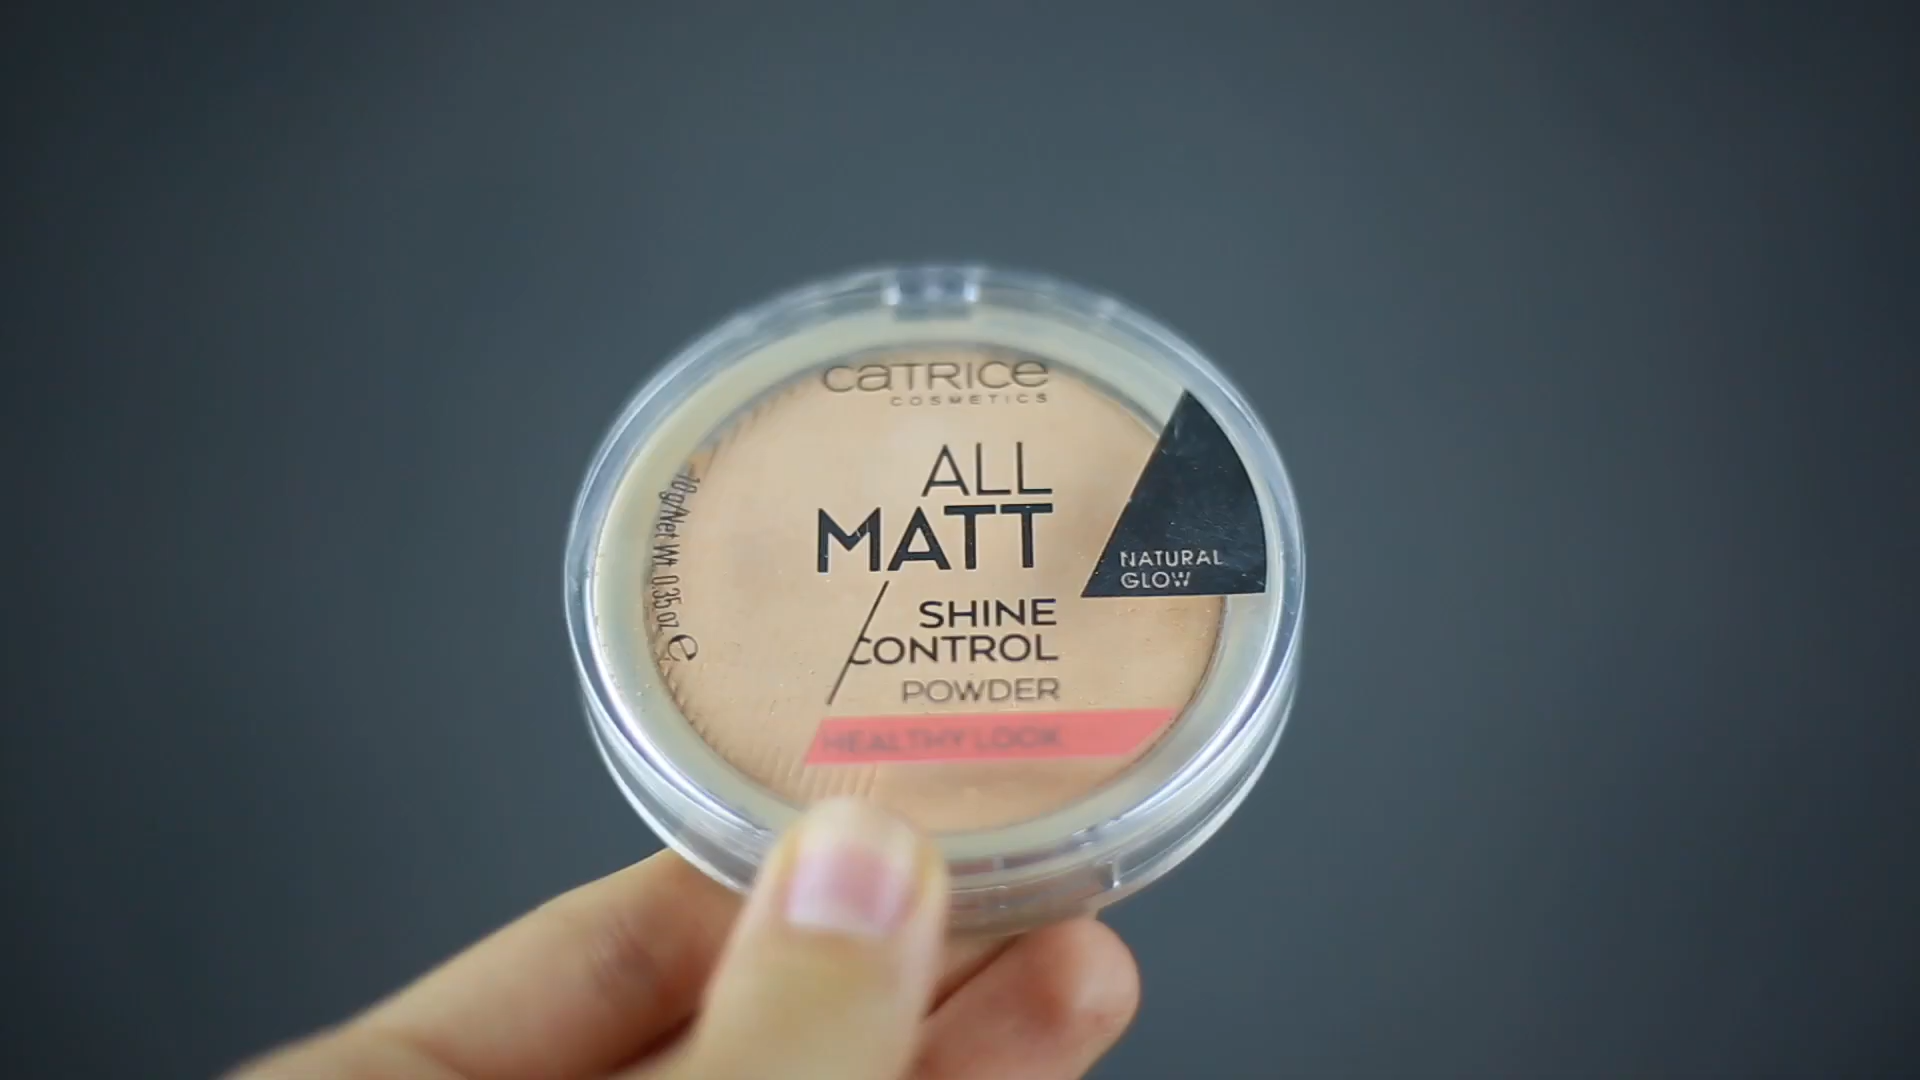 CATRICE
COSMETICS
ALL
MATT
NATURAL
GLOW
SHINE
CONTROL
POWDER
HEALTHY LOOK
10g/Net Wt. 0.35 oz e